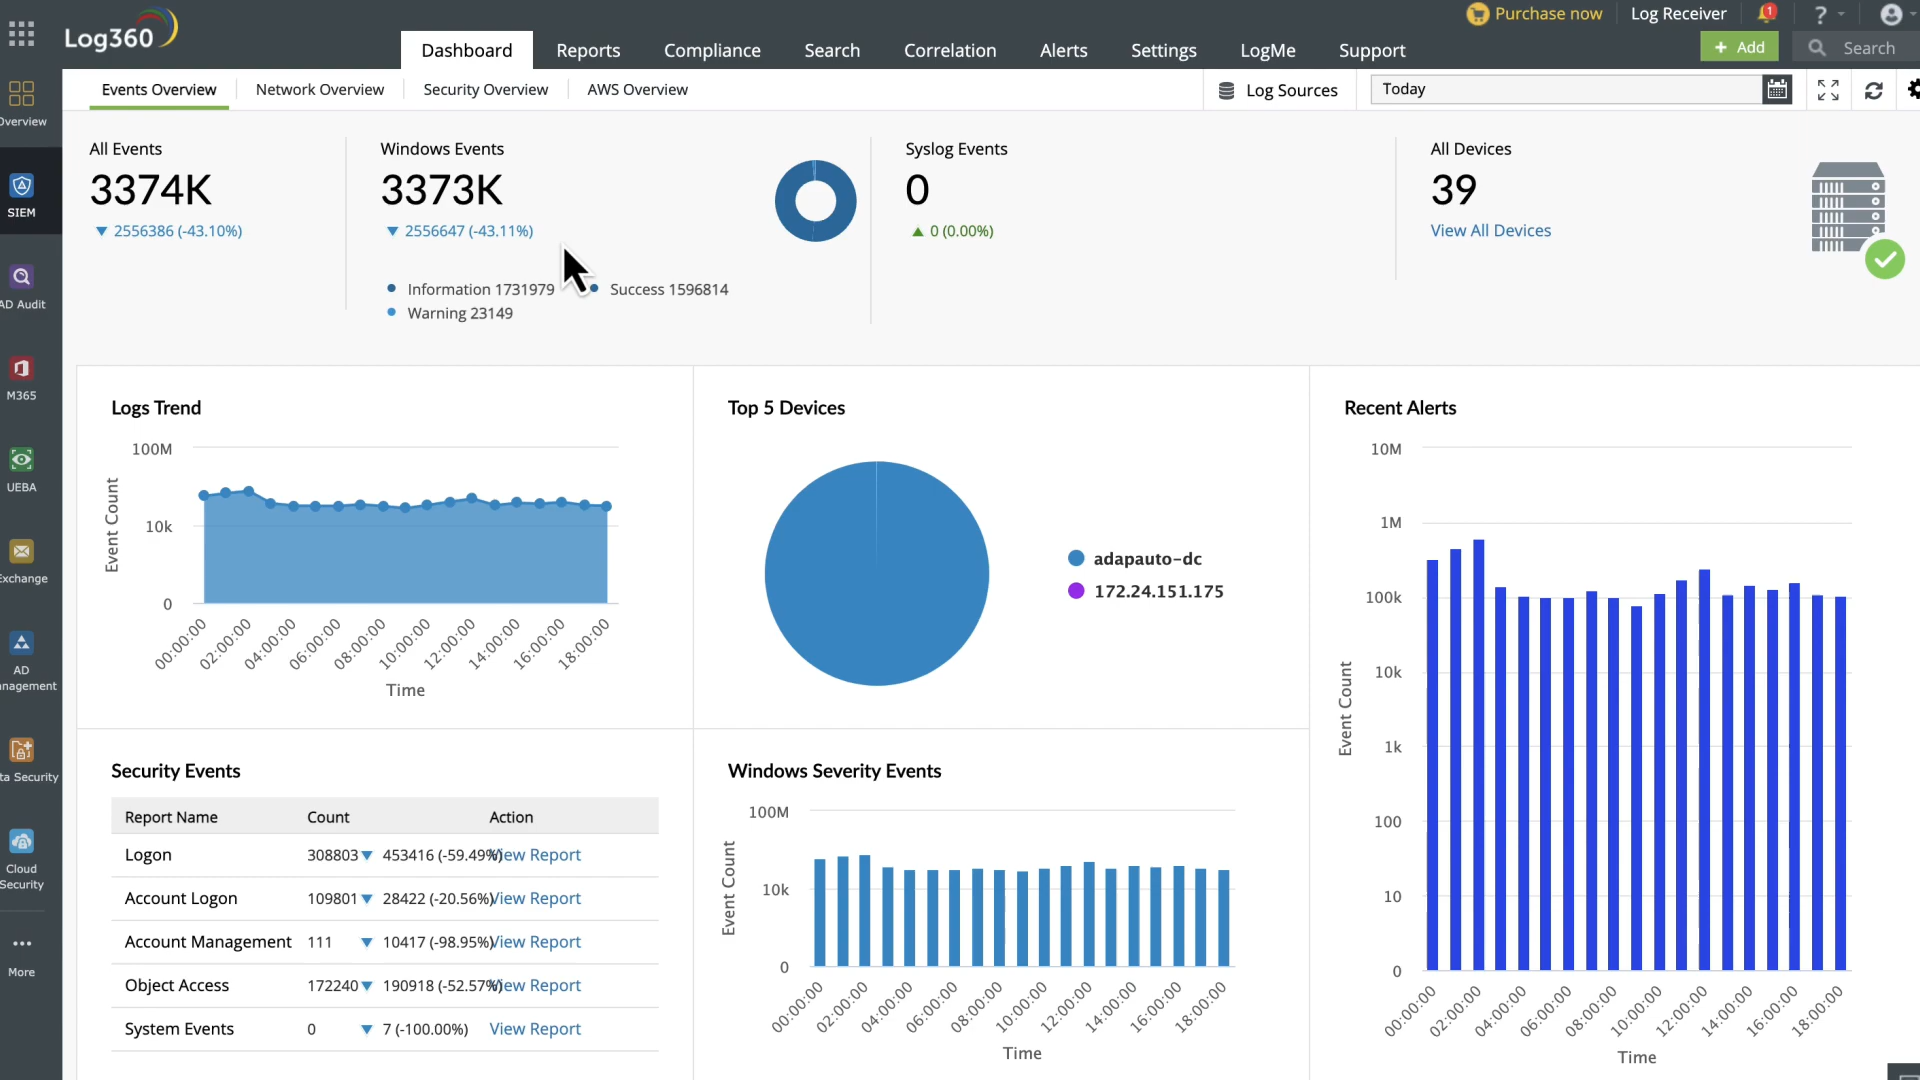 Log360
Purchase now
Log Receiver
1
?
Dashboard
Reports
Compliance
Search
Correlation
Alerts
Settings
LogMe
Support
+ Add
Search
Events Overview
Network Overview
Security Overview
AWS Overview
Log Sources
Today
Overview
SIEM
AD Audit
M365
UEBA
Exchange
AD
nagement
ta Security
Cloud
Security
More
All Events
3374K
▼ 2556386 (-43.10%)
Windows Events
3373K
▼ 2556647 (-43.11%)
Information 1731979
Success 1596814
Warning 23149
Syslog Events
0
▲ 0 (0.00%)
All Devices
39
View All Devices
Logs Trend
100M
10k
0
Event Count
00:00:00
02:00:00
04:00:00
06:00:00
08:00:00
10:00:00
12:00:00
14:00:00
16:00:00
18:00:00
Time
Top 5 Devices
adapauto-dc
172.24.151.175
Recent Alerts
10M
1M
100k
10k
1k
100
10
0
Event Count
00:00:00
02:00:00
04:00:00
06:00:00
08:00:00
10:00:00
12:00:00
14:00:00
16:00:00
18:00:00
Time
Security Events
Report Name Count Action
Logon 308803 ▼ 453416 (-59.49%) View Report
Account Logon 109801 ▼ 28422 (-20.56%) View Report
Account Management 111 ▼ 10417 (-98.95%) View Report
Object Access 172240 ▼ 190918 (-52.57%) View Report
System Events 0 ▼ 7 (-100.00%) View Report
Windows Severity Events
100M
10k
0
Event Count
00:00:00
02:00:00
04:00:00
06:00:00
08:00:00
10:00:00
12:00:00
14:00:00
16:00:00
18:00:00
Time